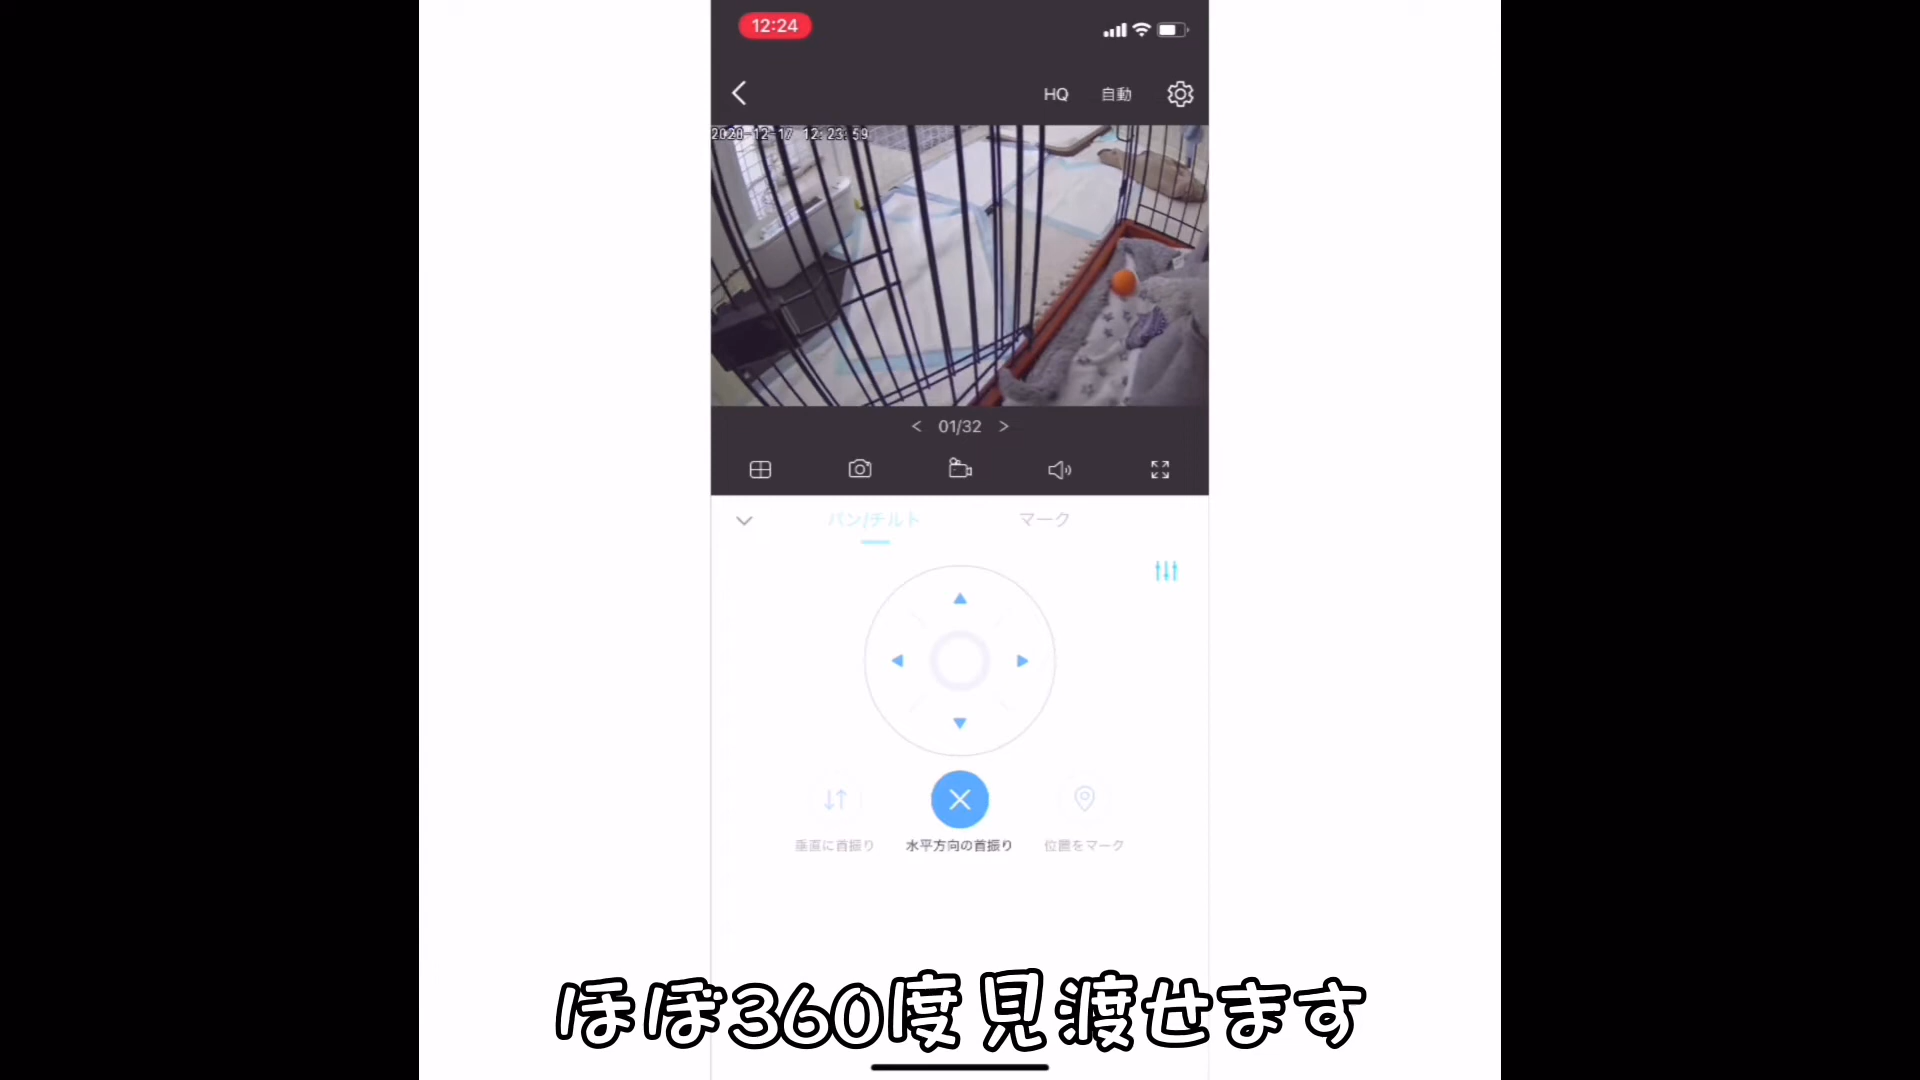 12:24
HQ 自動
2020-12-17 12:23:59
< 01/32 >
パン/チルト マーク
垂直に首振り 水平方向の首振り 位置をマーク
ほぼ360度見渡せます